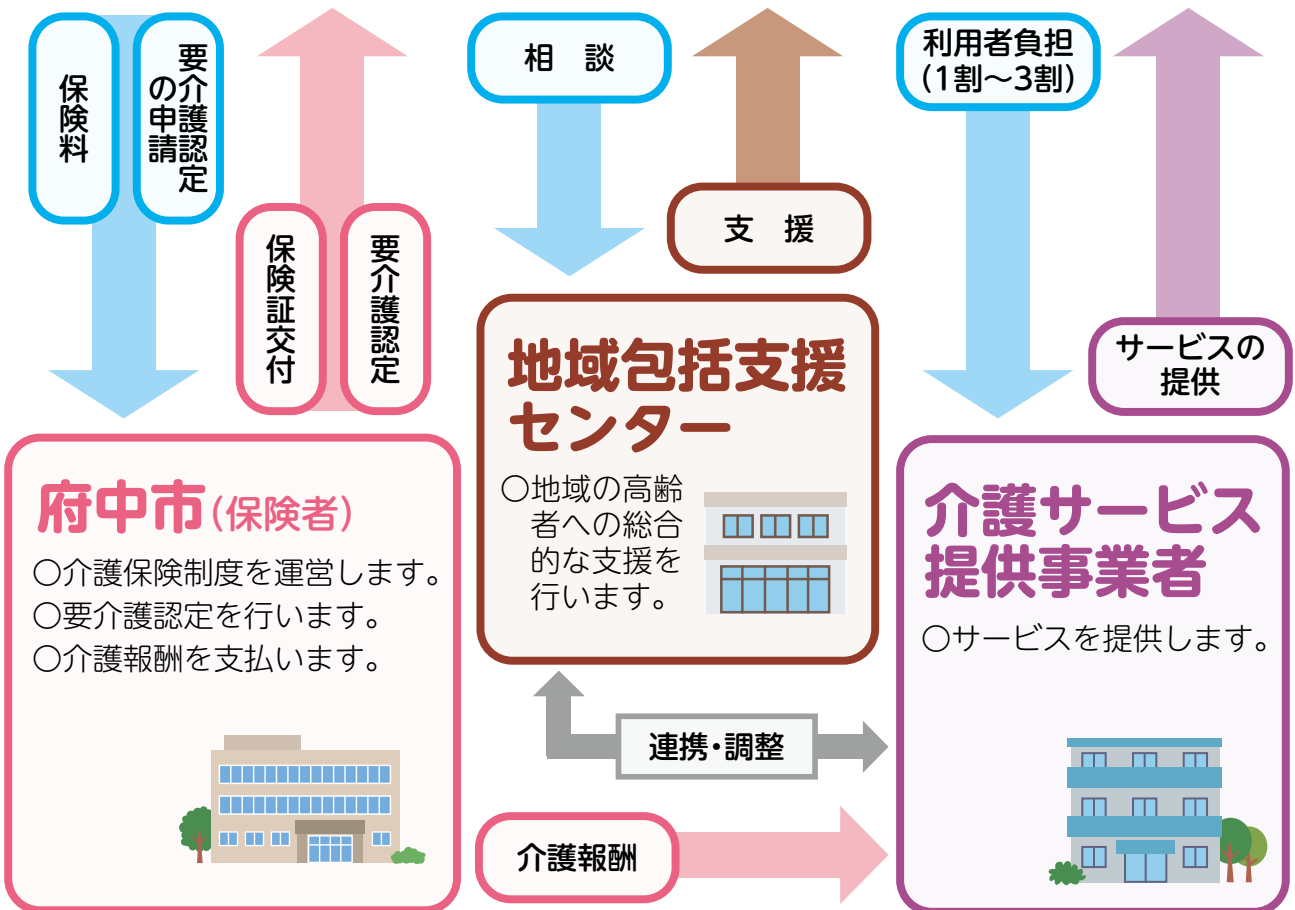 保険料
要介護認定
の申請
保険証交付
要介護認定
相　談
支　援
利用者負担
(1割～3割)
サービスの
提供
府中市(保険者)
○介護保険制度を運営します。
○要介護認定を行います。
○介護報酬を支払います。
地域包括支援
センター
○地域の高齢
者への総合
的な支援を
行います。
介護サービス
提供事業者
○サービスを提供します。
連携・調整
介護報酬